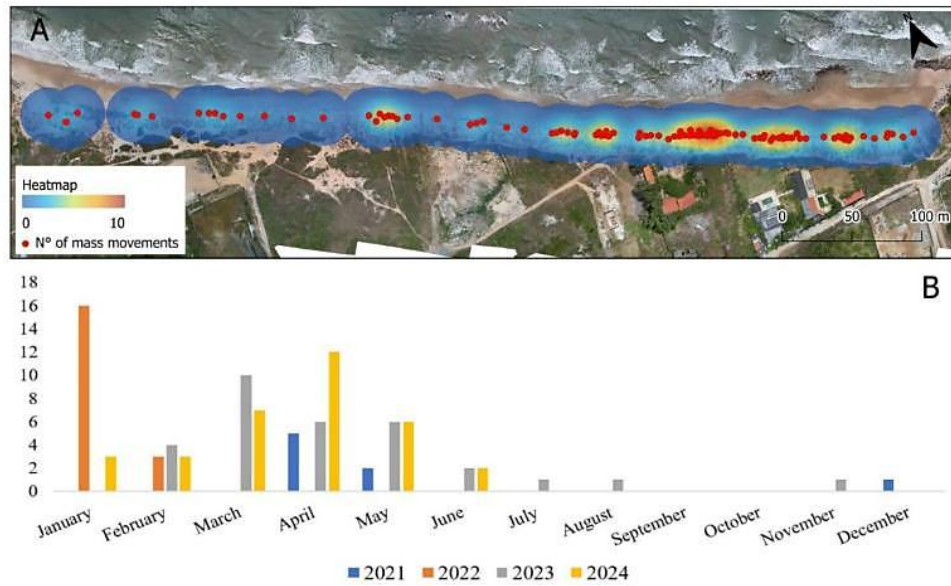 A
Heatmap
0 10
N° of mass movements
0 50 100 m
B
18
16
14
12
10
8
6
4
2
0
January February March April May June July August September October November December
2021 2022 2023 2024